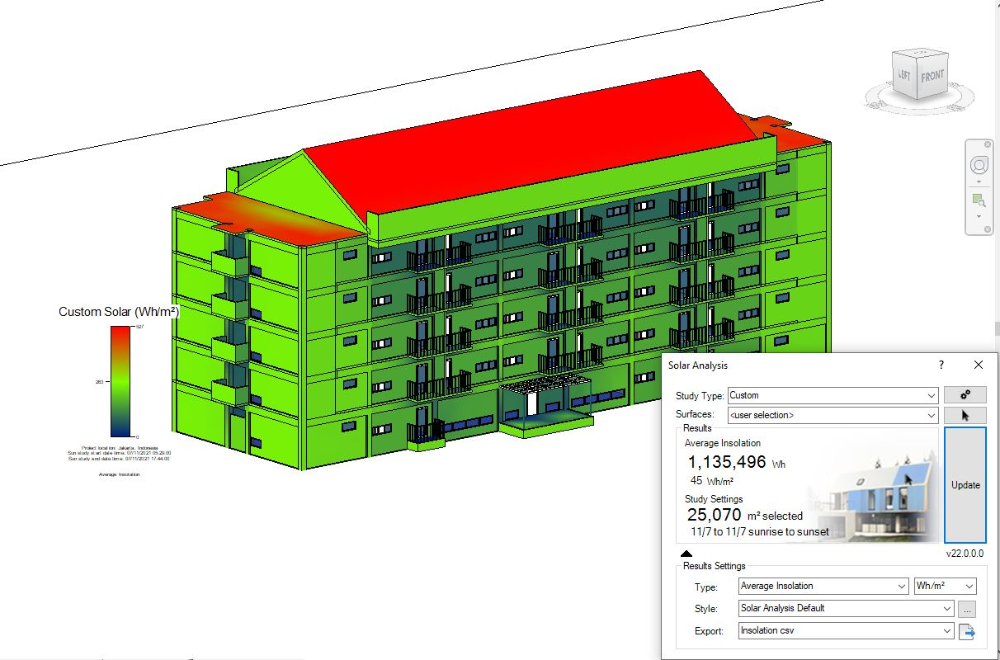 LEFT
FRONT
Custom Solar (Wh/m²)
527
263
0
Project location: Jakarta, Indonesia
Sun study start date time: 07/11/2021 05:29:00
Sun study end date time: 07/11/2021 17:44:00
Average Insolation
Solar Analysis
?
Study Type: Custom
Surfaces: <user selection>
Results
Average Insolation
1,135,496 Wh
45 Wh/m²
Study Settings
25,070 m² selected
11/7 to 11/7 sunrise to sunset
Update
v22.0.0.0
Results Settings
Type: Average Insolation Wh/m²
Style: Solar Analysis Default ...
Export: Insolation csv